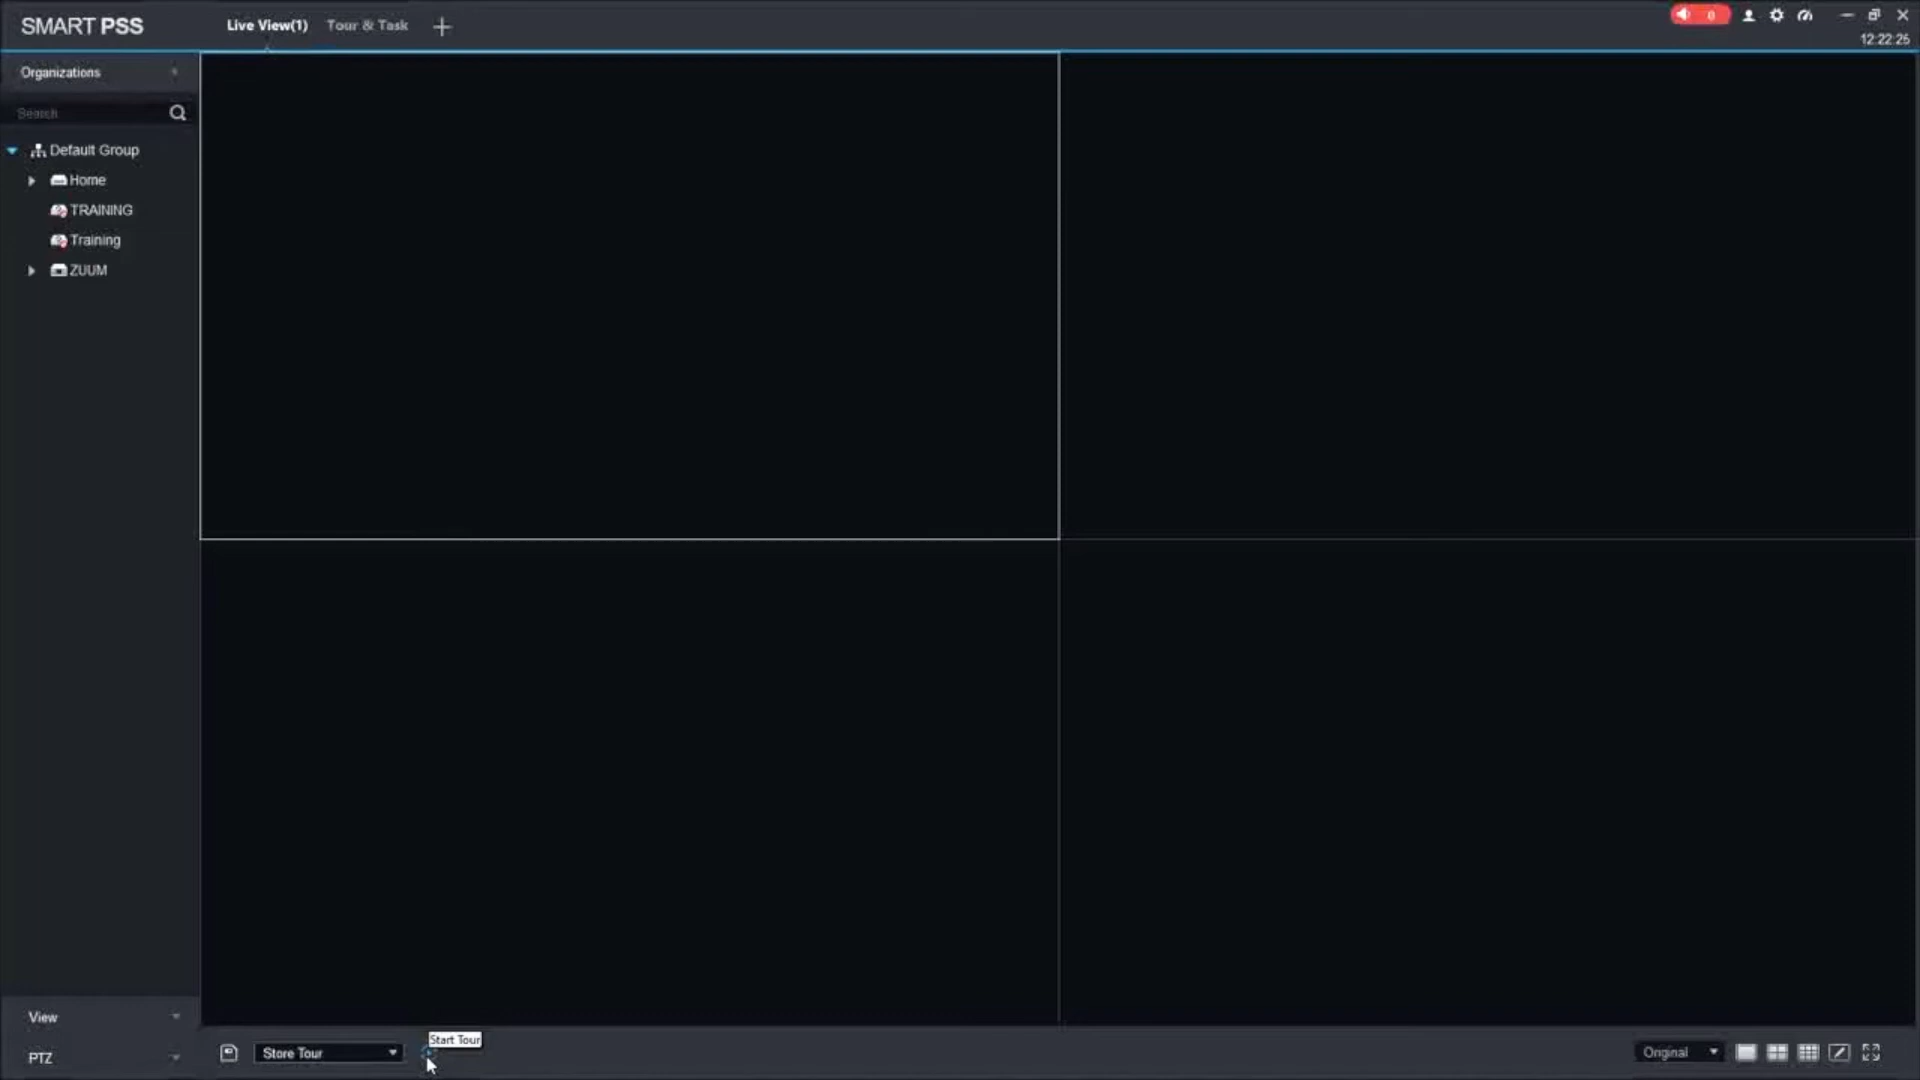 SMART PSS
Live View(1)
Tour & Task
0
12:22:25
Organizations
Search
Default Group
Home
TRAINING
Training
ZUUM
View
PTZ
Store Tour
Start Tour
Original